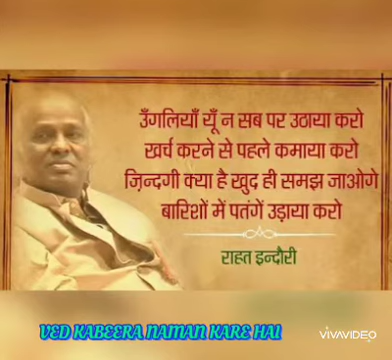 उँगलियाँ यूँ न सब पर उठाया करो
खर्च करने से पहले कमाया करो
ज़िन्दगी क्या है खुद ही समझ जाओगे
बारिशों में पतंगें उड़ाया करो
राहत इन्दौरी
VED KABEERA NAMAN KARE HAI
VIVAVIDEO